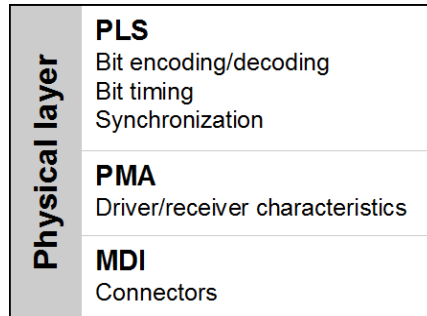 Physical layer
PLS
Bit encoding/decoding
Bit timing
Synchronization
PMA
Driver/receiver characteristics
MDI
Connectors